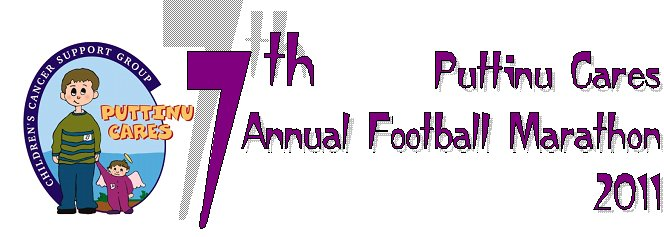 CHILDREN'S CANCER SUPPORT GROUP
PUTTINU
CARES
7th Puttinu Cares
Annual Football Marathon
2011